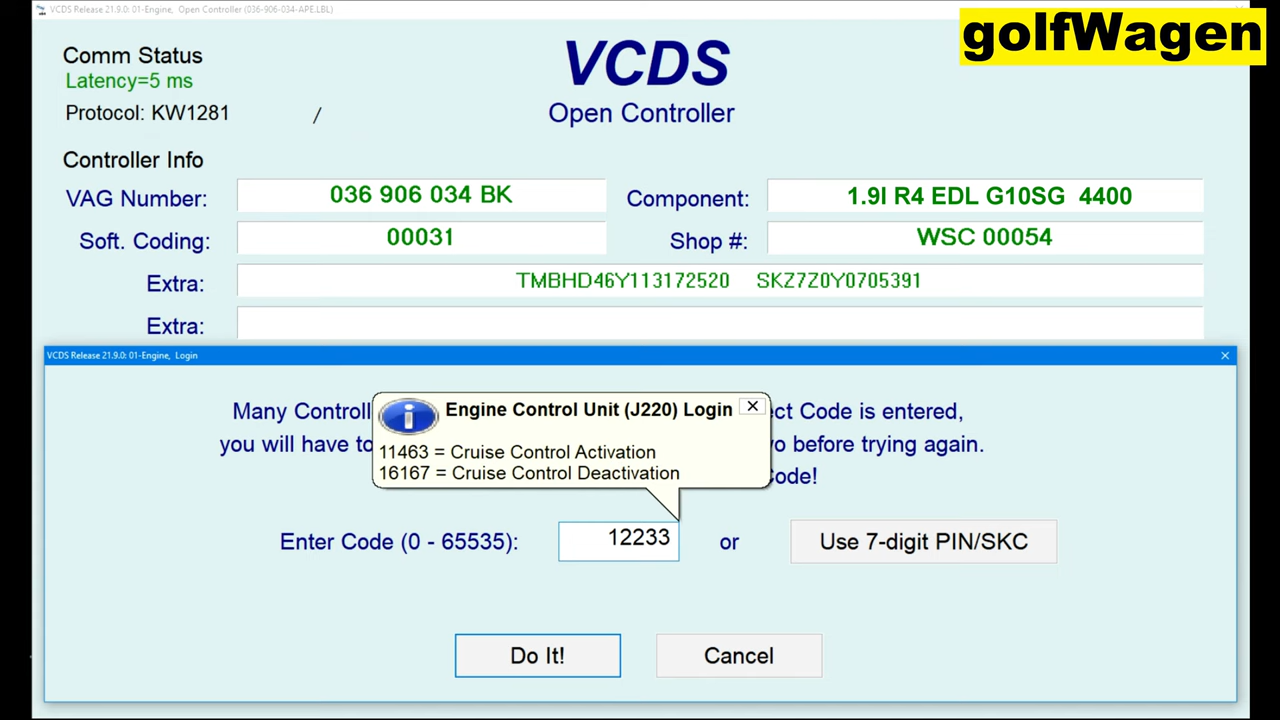 VCDS Release 21.9.0: 01-Engine, Open Controller (036-906-034-APE.LBL)
golfWagen
Comm Status
Latency=5 ms
Protocol: KW1281
/
VCDS
Open Controller
Controller Info
VAG Number: 036 906 034 BK Component: 1.9l R4 EDL G10SG 4400
Soft. Coding: 00031 Shop #: WSC 00054
Extra: TMBHD46Y113172520 SKZ7Z0Y0705391
Extra:
VCDS Release 21.9.0: 01-Engine, Login
Many Controll
ect Code is entered,
you will have to
o before trying again.
Code!
Engine Control Unit (J220) Login
11463 = Cruise Control Activation
16167 = Cruise Control Deactivation
Enter Code (0 - 65535): 12233 or Use 7-digit PIN/SKC
Do It! Cancel